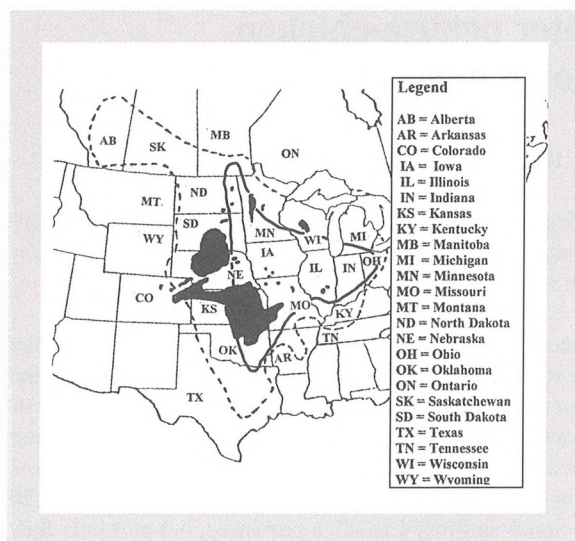 AB
SK
MB
ON
MT.
ND
SD
MN
WI
MI
WY
IA
NE
IL
IN
OH
CO
KS
MO
KY
TN
OK
AR
TX
Legend
AB = Alberta
AR = Arkansas
CO = Colorado
IA = Iowa
IL = Illinois
IN = Indiana
KS = Kansas
KY = Kentucky
MB = Manitoba
MI = Michigan
MN = Minnesota
MO = Missouri
MT = Montana
ND = North Dakota
NE = Nebraska
OH = Ohio
OK = Oklahoma
ON = Ontario
SK = Saskatchewan
SD = South Dakota
TX = Texas
TN = Tennessee
WI = Wisconsin
WY = Wyoming